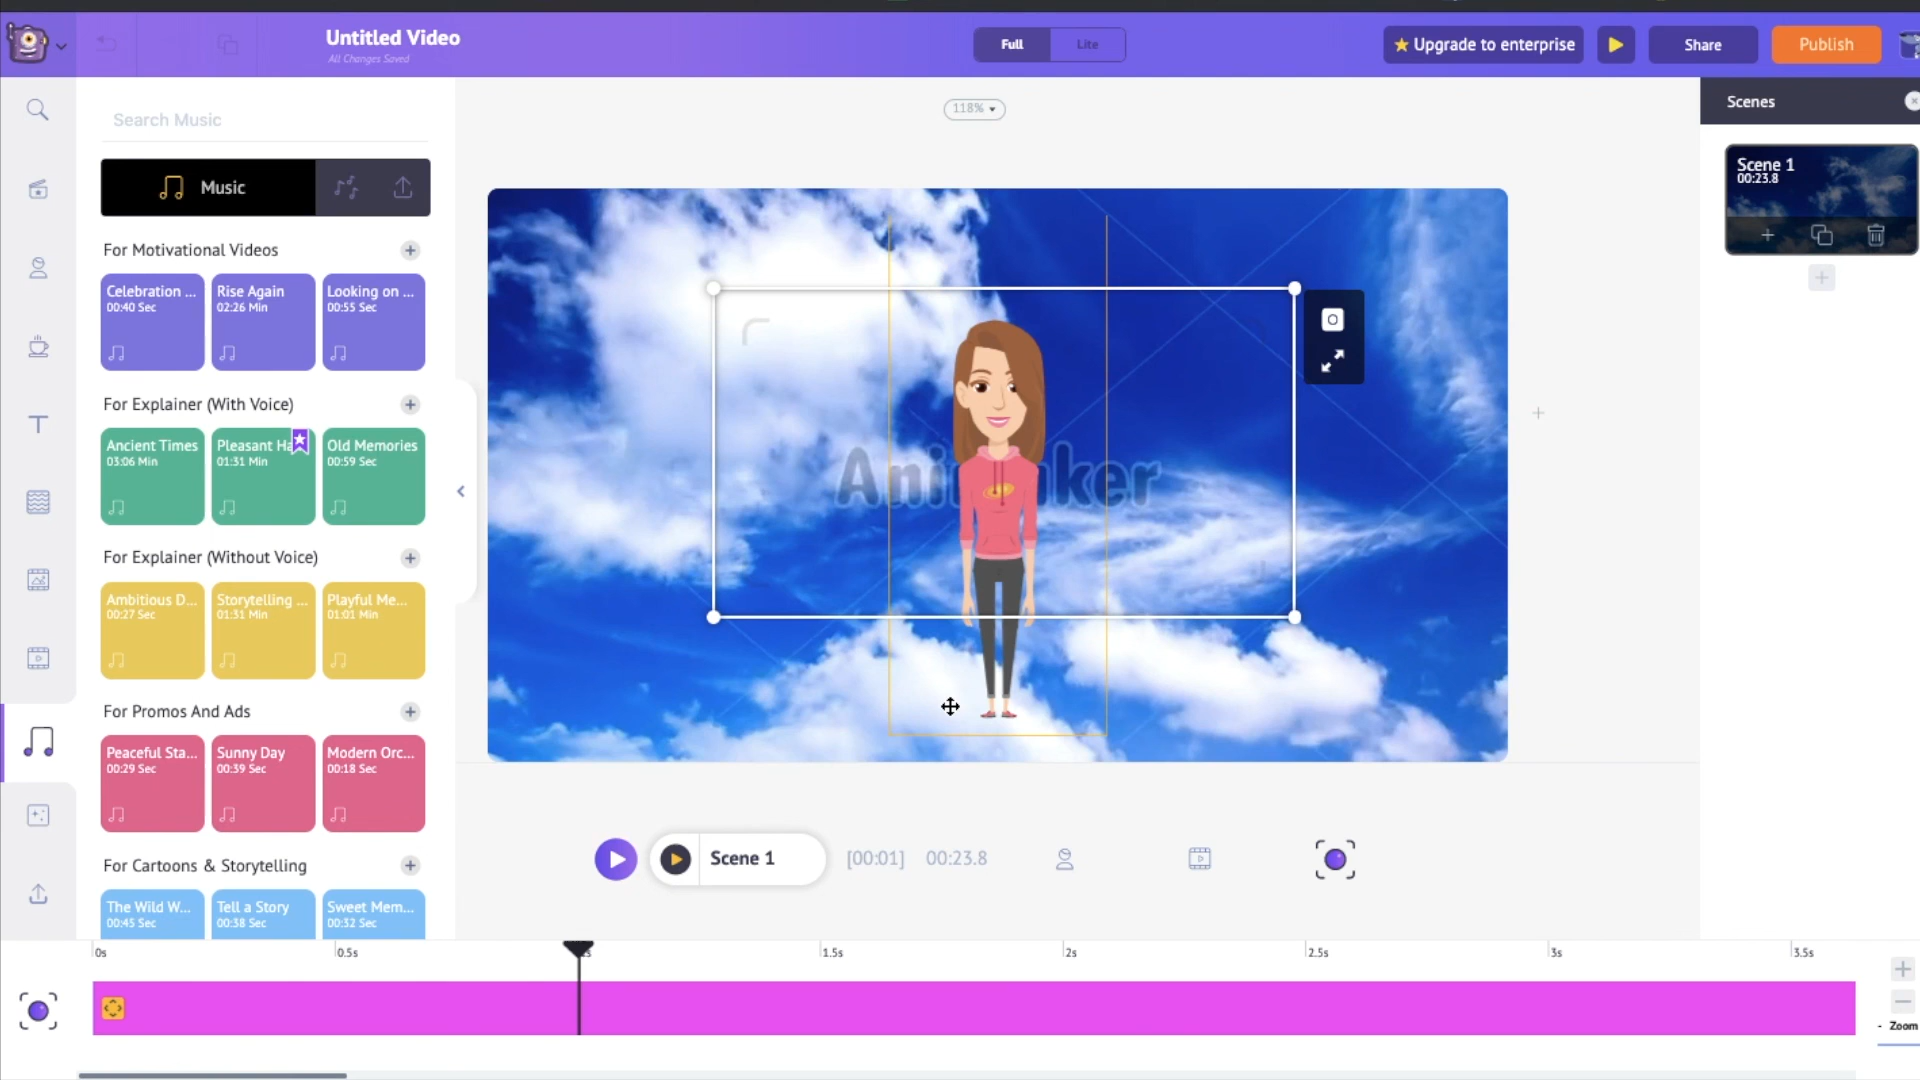 Untitled Video
All Changes Saved
Full
Lite
★ Upgrade to enterprise
Share
Publish
Search Music
118%
Scenes
Music
Scene 1
00:23.8
For Motivational Videos
Celebration ...
00:40 Sec
Rise Again
02:26 Min
Looking on ...
00:55 Sec
For Explainer (With Voice)
Ancient Times
03:06 Min
Pleasant Ha
01:31 Min
Old Memories
00:59 Sec
For Explainer (Without Voice)
Ambitious D...
00:27 Sec
Storytelling ...
01:31 Min
Playful Me...
01:01 Min
For Promos And Ads
Peaceful Sta...
00:29 Sec
Sunny Day
00:39 Sec
Modern Orc...
00:18 Sec
For Cartoons & Storytelling
The Wild W...
00:45 Sec
Tell a Story
00:38 Sec
Sweet Mem...
00:32 Sec
Scene 1
[00:01]
00:23.8
0s
0.5s
1.5s
2s
2.5s
3s
3.5s
- Zoom